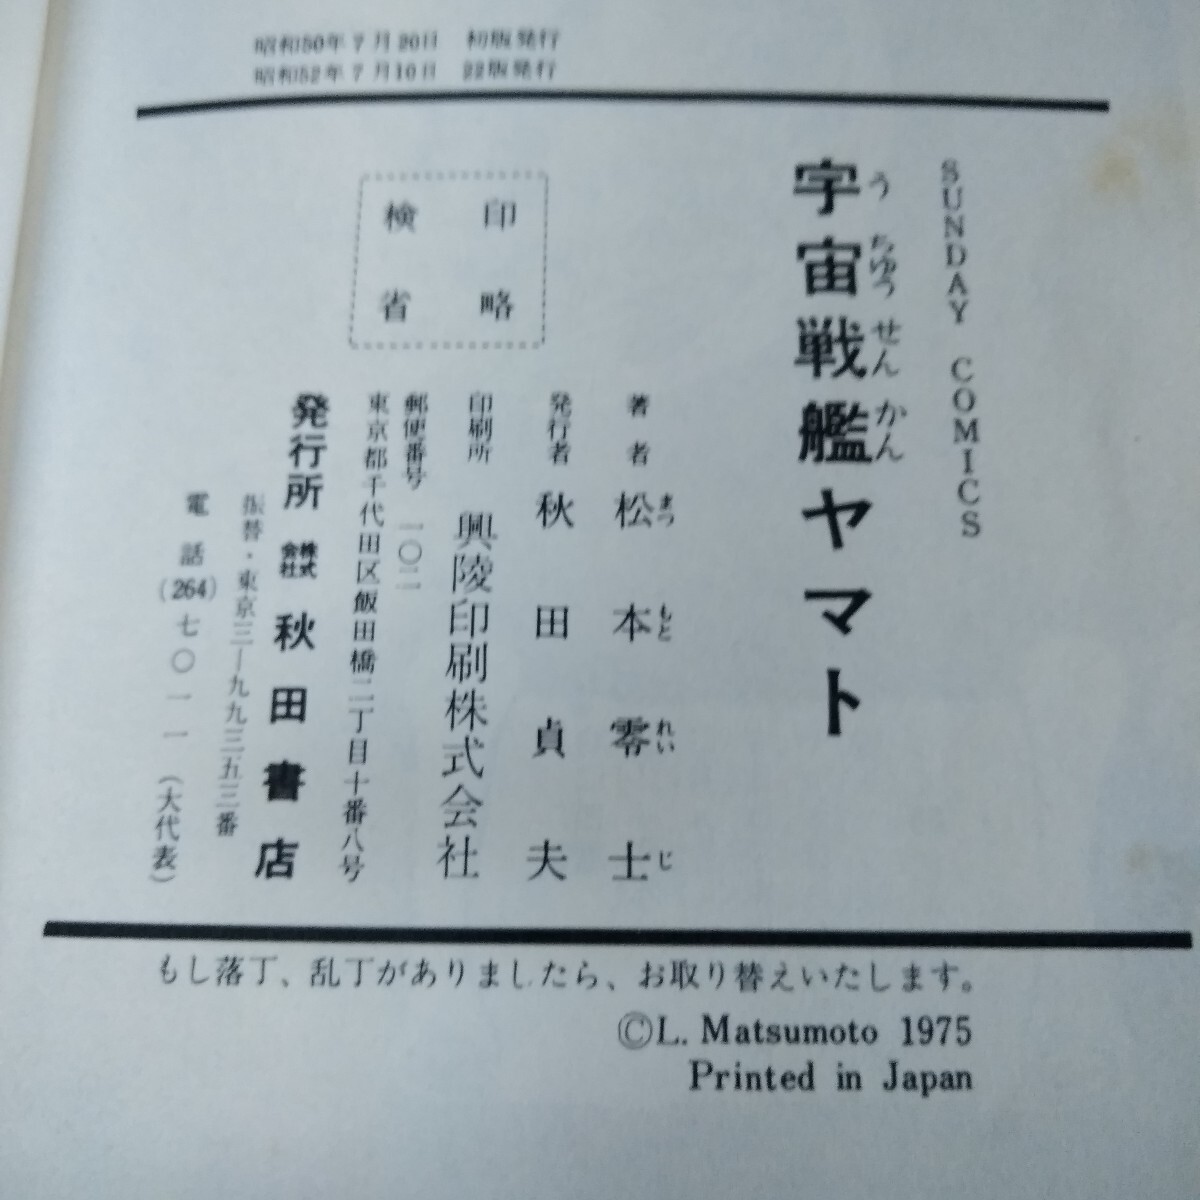 昭和50年7月20日　初版発行
昭和52年7月10日　22版発行
SUNDAY COMICS
宇宙戦艦ヤマト
うちゅうせんかん
印略
検省
著者　松本零士
まつもとれいじ
発行者　秋田貞夫
印刷所　興陵印刷株式会社
郵便番号　一〇二
東京都千代田区飯田橋二丁目十番八号
発行所　株式会社　秋田書店
振替・東京三―九九三五三番
電話(264)七〇一一（大代表）
もし落丁、乱丁がありましたら、お取り替えいたします。
©L. Matsumoto 1975
Printed in Japan